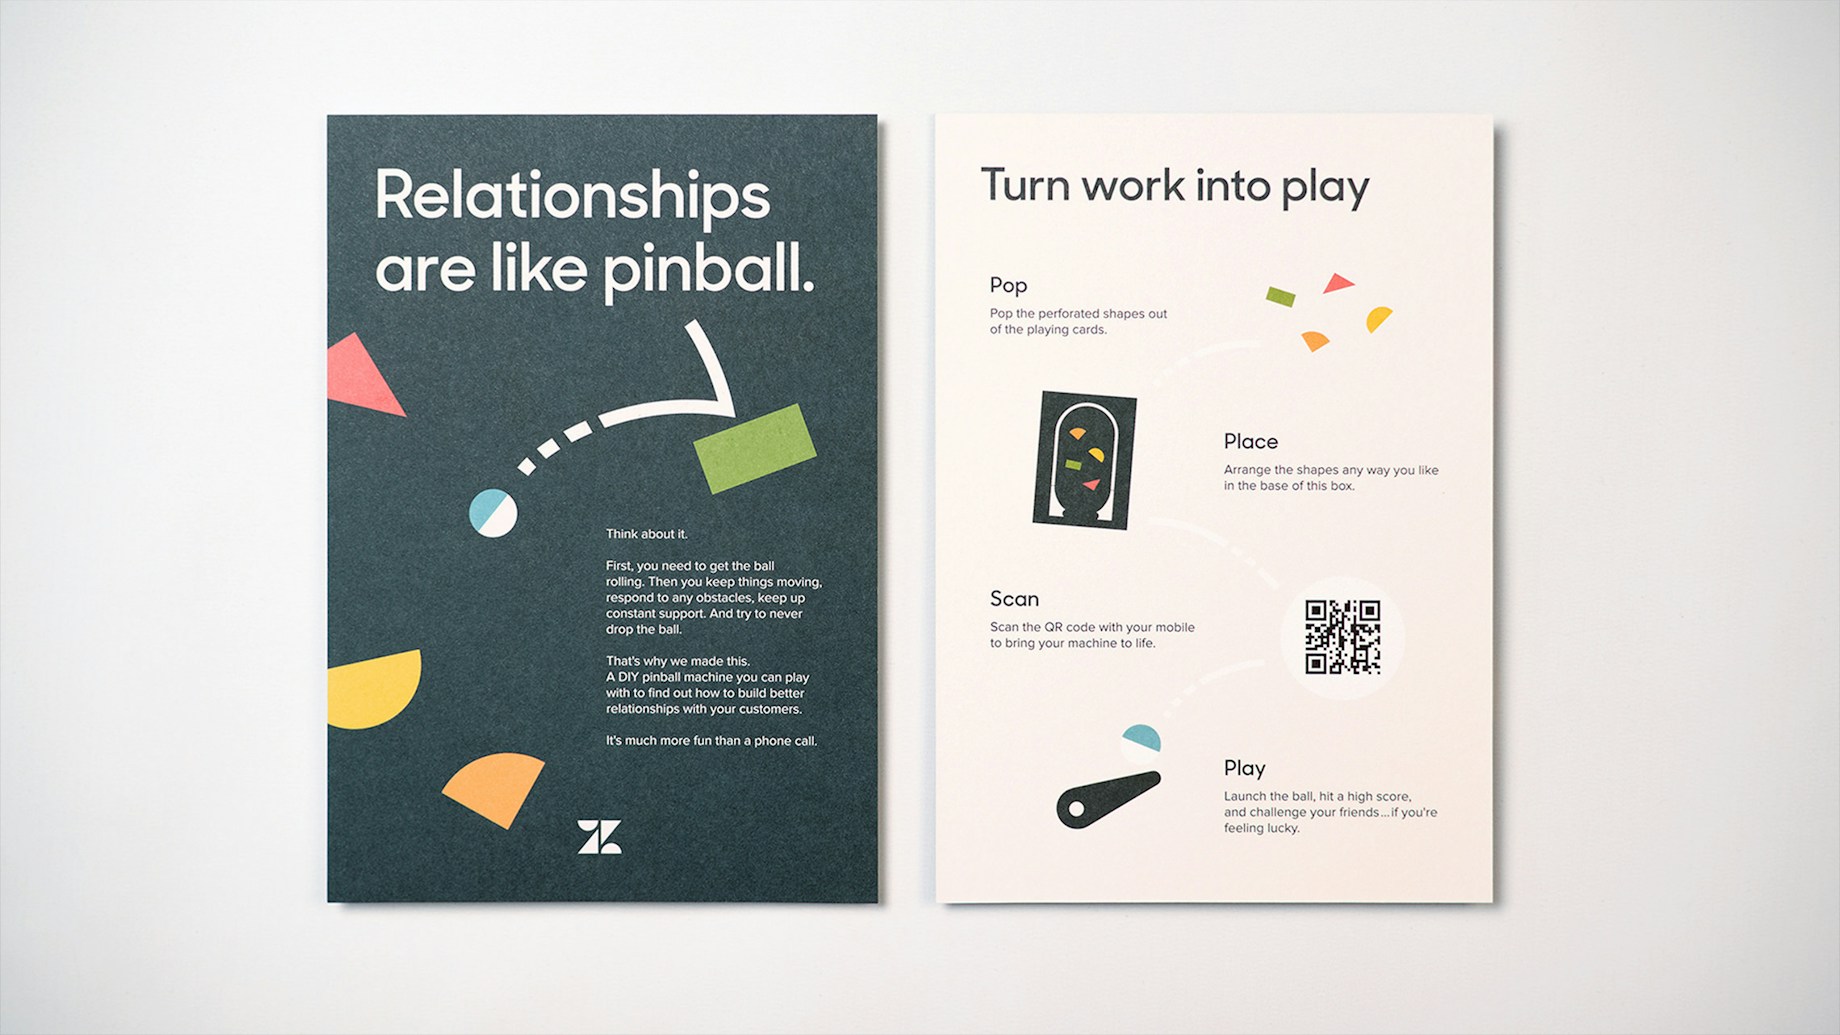 Relationships
are like pinball.
Think about it.
First, you need to get the ball
rolling. Then you keep things moving,
respond to any obstacles, keep up
constant support. And try to never
drop the ball.
That's why we made this.
A DIY pinball machine you can play
with to find out how to build better
relationships with your customers.
It's much more fun than a phone call.
Turn work into play
Pop
Pop the perforated shapes out
of the playing cards.
Place
Arrange the shapes any way you like
in the base of this box.
Scan
Scan the QR code with your mobile
to bring your machine to life.
Play
Launch the ball, hit a high score,
and challenge your friends...if you're
feeling lucky.